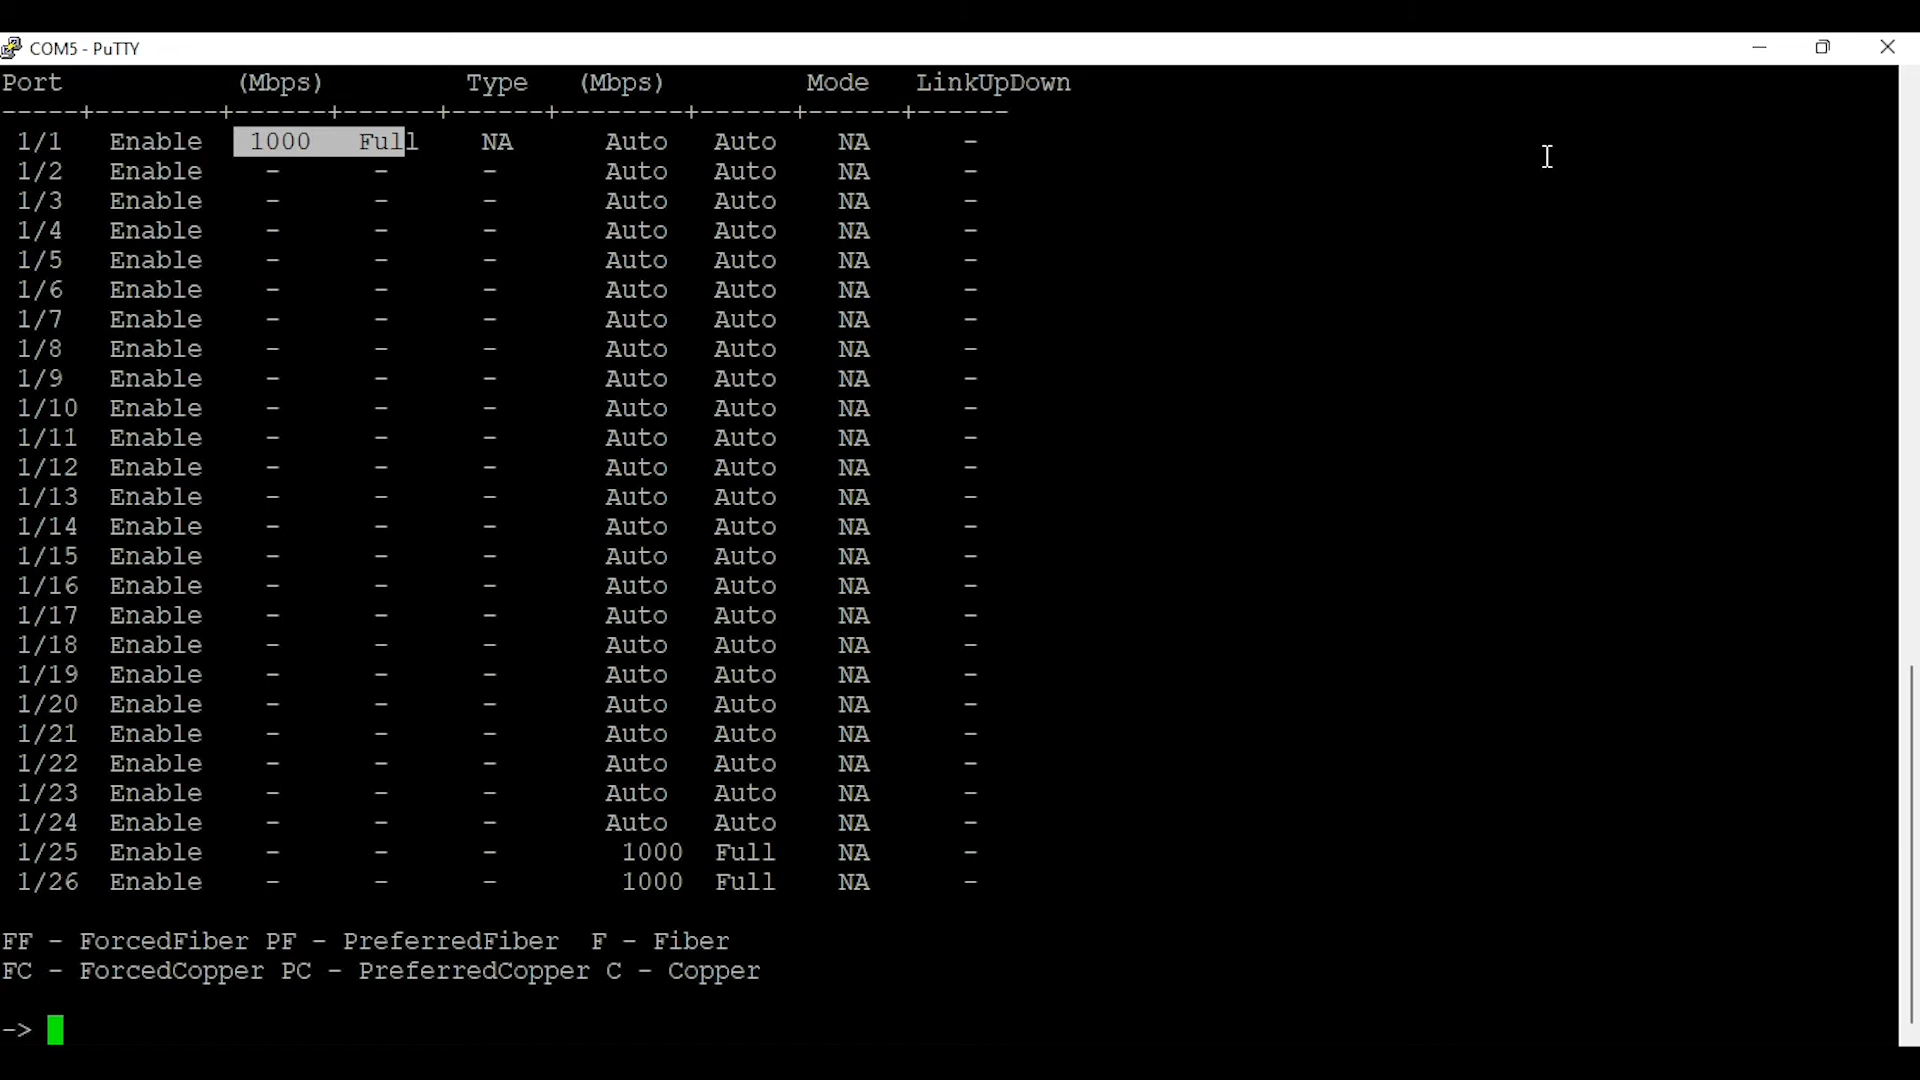 COM5 - PuTTY
Port (Mbps) Type (Mbps) Mode LinkUpDown
-----+--------+------+------+------+--------+------+------+------
1/1 Enable 1000 Full NA Auto Auto NA -
1/2 Enable - - - Auto Auto NA -
1/3 Enable - - - Auto Auto NA -
1/4 Enable - - - Auto Auto NA -
1/5 Enable - - - Auto Auto NA -
1/6 Enable - - - Auto Auto NA -
1/7 Enable - - - Auto Auto NA -
1/8 Enable - - - Auto Auto NA -
1/9 Enable - - - Auto Auto NA -
1/10 Enable - - - Auto Auto NA -
1/11 Enable - - - Auto Auto NA -
1/12 Enable - - - Auto Auto NA -
1/13 Enable - - - Auto Auto NA -
1/14 Enable - - - Auto Auto NA -
1/15 Enable - - - Auto Auto NA -
1/16 Enable - - - Auto Auto NA -
1/17 Enable - - - Auto Auto NA -
1/18 Enable - - - Auto Auto NA -
1/19 Enable - - - Auto Auto NA -
1/20 Enable - - - Auto Auto NA -
1/21 Enable - - - Auto Auto NA -
1/22 Enable - - - Auto Auto NA -
1/23 Enable - - - Auto Auto NA -
1/24 Enable - - - Auto Auto NA -
1/25 Enable - - - 1000 Full NA -
1/26 Enable - - - 1000 Full NA -
FF - ForcedFiber PF - PreferredFiber F - Fiber
FC - ForcedCopper PC - PreferredCopper C - Copper
->